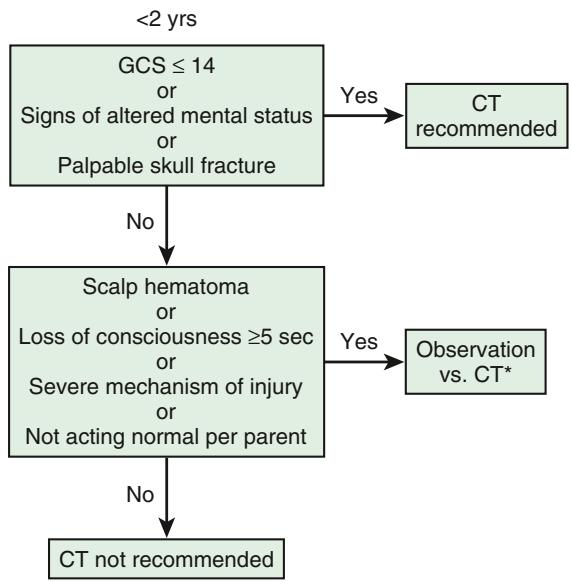 <2 yrs
GCS ≤ 14
or
Signs of altered mental status
or
Palpable skull fracture
Yes
CT
recommended
No
Scalp hematoma
or
Loss of consciousness ≥5 sec
or
Severe mechanism of injury
or
Not acting normal per parent
Yes
Observation
vs. CT*
No
CT not recommended